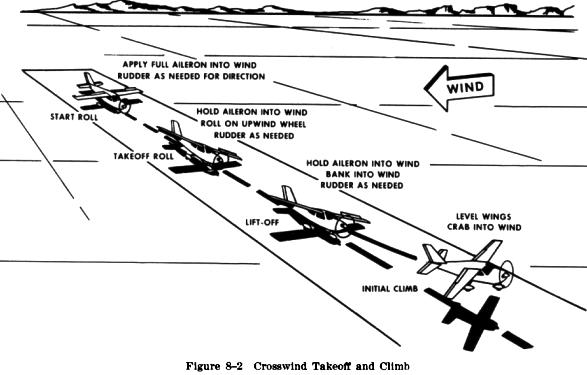 APPLY FULL AILERON INTO WIND
RUDDER AS NEEDED FOR DIRECTION
WIND
START ROLL
HOLD AILERON INTO WIND
ROLL ON UPWIND WHEEL
RUDDER AS NEEDED
TAKEOFF ROLL
HOLD AILERON INTO WIND
BANK INTO WIND
RUDDER AS NEEDED
LIFT-OFF
LEVEL WINGS
CRAB INTO WIND
INITIAL CLIMB
Figure 8-2 Crosswind Takeoff and Climb